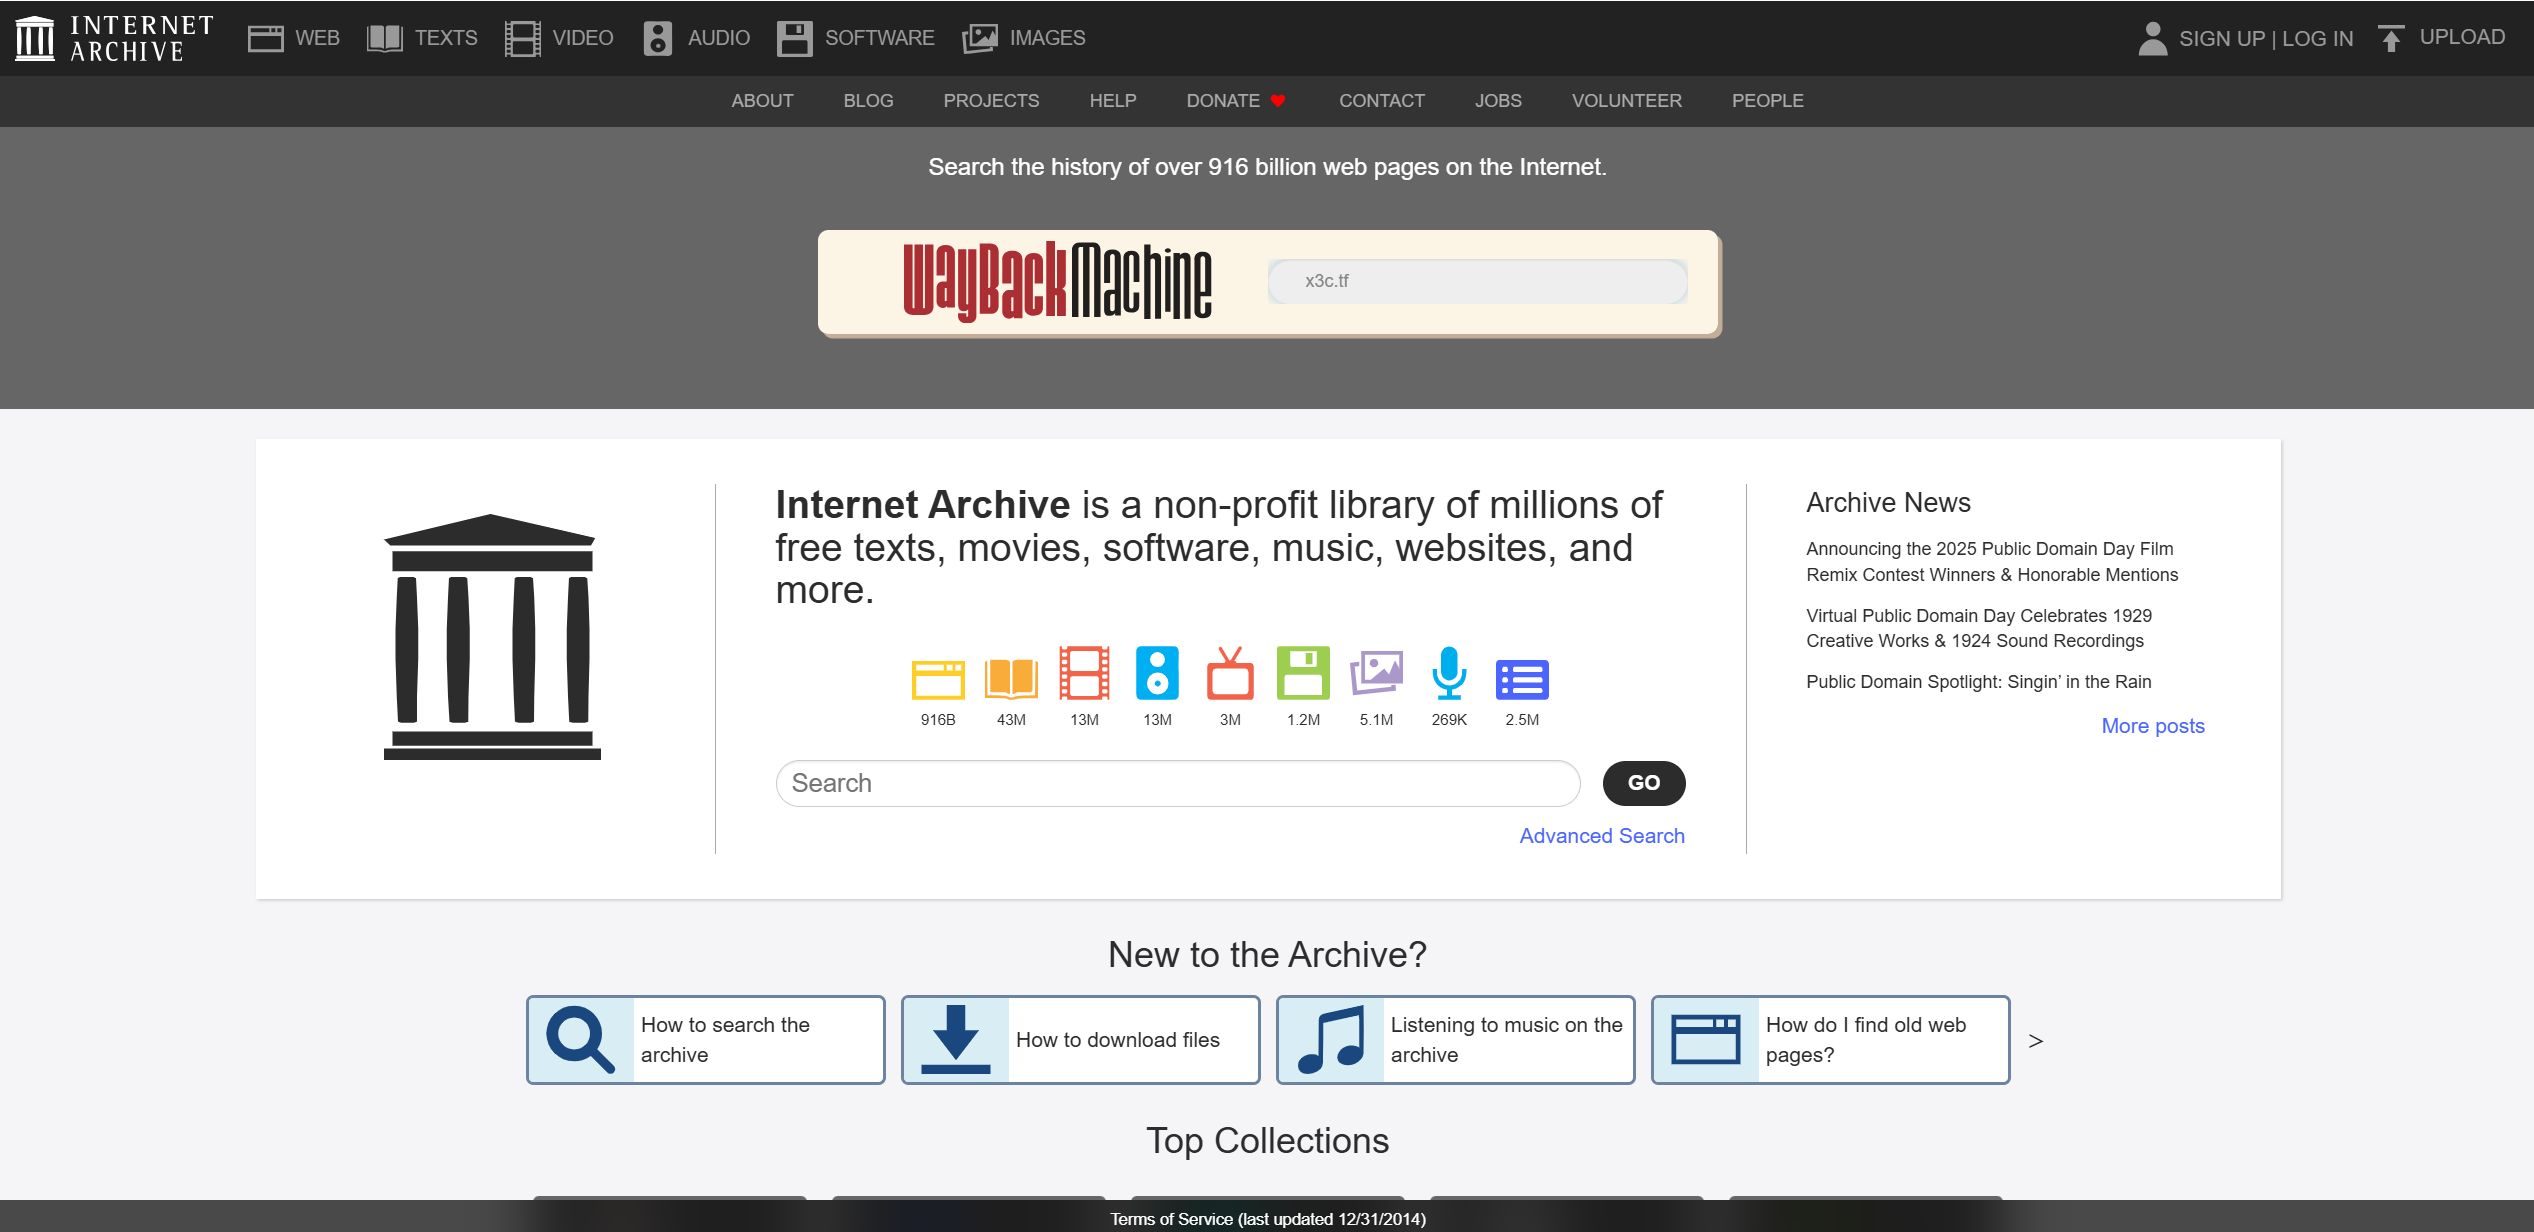 INTERNET
ARCHIVE
WEB
TEXTS
VIDEO
AUDIO
SOFTWARE
IMAGES
SIGN UP | LOG IN
UPLOAD
ABOUT
BLOG
PROJECTS
HELP
DONATE
CONTACT
JOBS
VOLUNTEER
PEOPLE
Search the history of over 916 billion web pages on the Internet.
WayBackMachine
x3c.tf
Internet Archive is a non-profit library of millions of
free texts, movies, software, music, websites, and
more.
916B
43M
13M
13M
3M
1.2M
5.1M
269K
2.5M
Search
GO
Advanced Search
Archive News
Announcing the 2025 Public Domain Day Film
Remix Contest Winners & Honorable Mentions
Virtual Public Domain Day Celebrates 1929
Creative Works & 1924 Sound Recordings
Public Domain Spotlight: Singin’ in the Rain
More posts
New to the Archive?
How to search the
archive
How to download files
Listening to music on the
archive
How do I find old web
pages?
>
Top Collections
Terms of Service (last updated 12/31/2014)